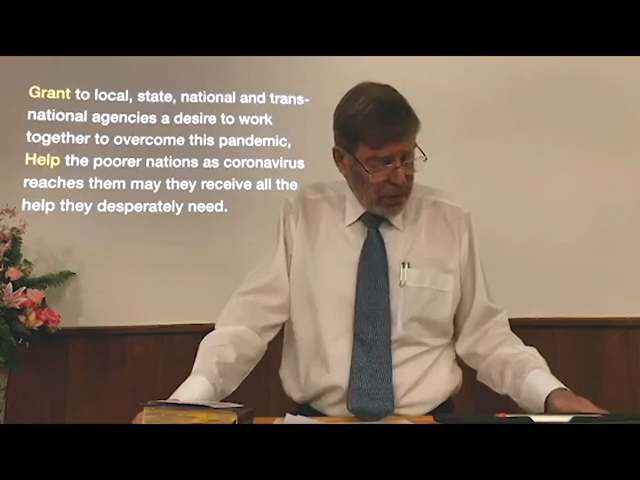 Grant to local, state, national and trans-
national agencies a desire to work
together to overcome this pandemic,
Help the poorer nations as coronavirus
reaches them may they receive all the
help they desperately need.